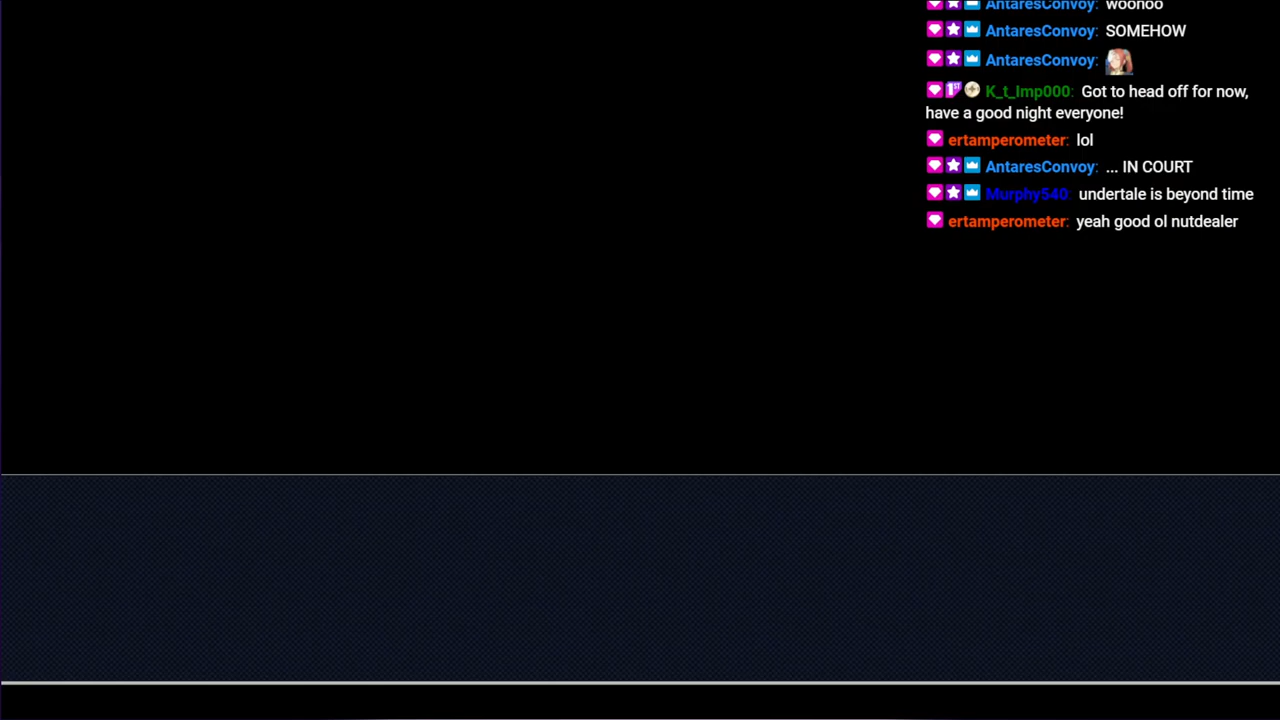 AntaresConvoy: woohoo
AntaresConvoy: SOMEHOW
AntaresConvoy:
K_t_Imp000: Got to head off for now,
have a good night everyone!
ertamperometer: lol
AntaresConvoy: ... IN COURT
Murphy540: undertale is beyond time
ertamperometer: yeah good ol nutdealer